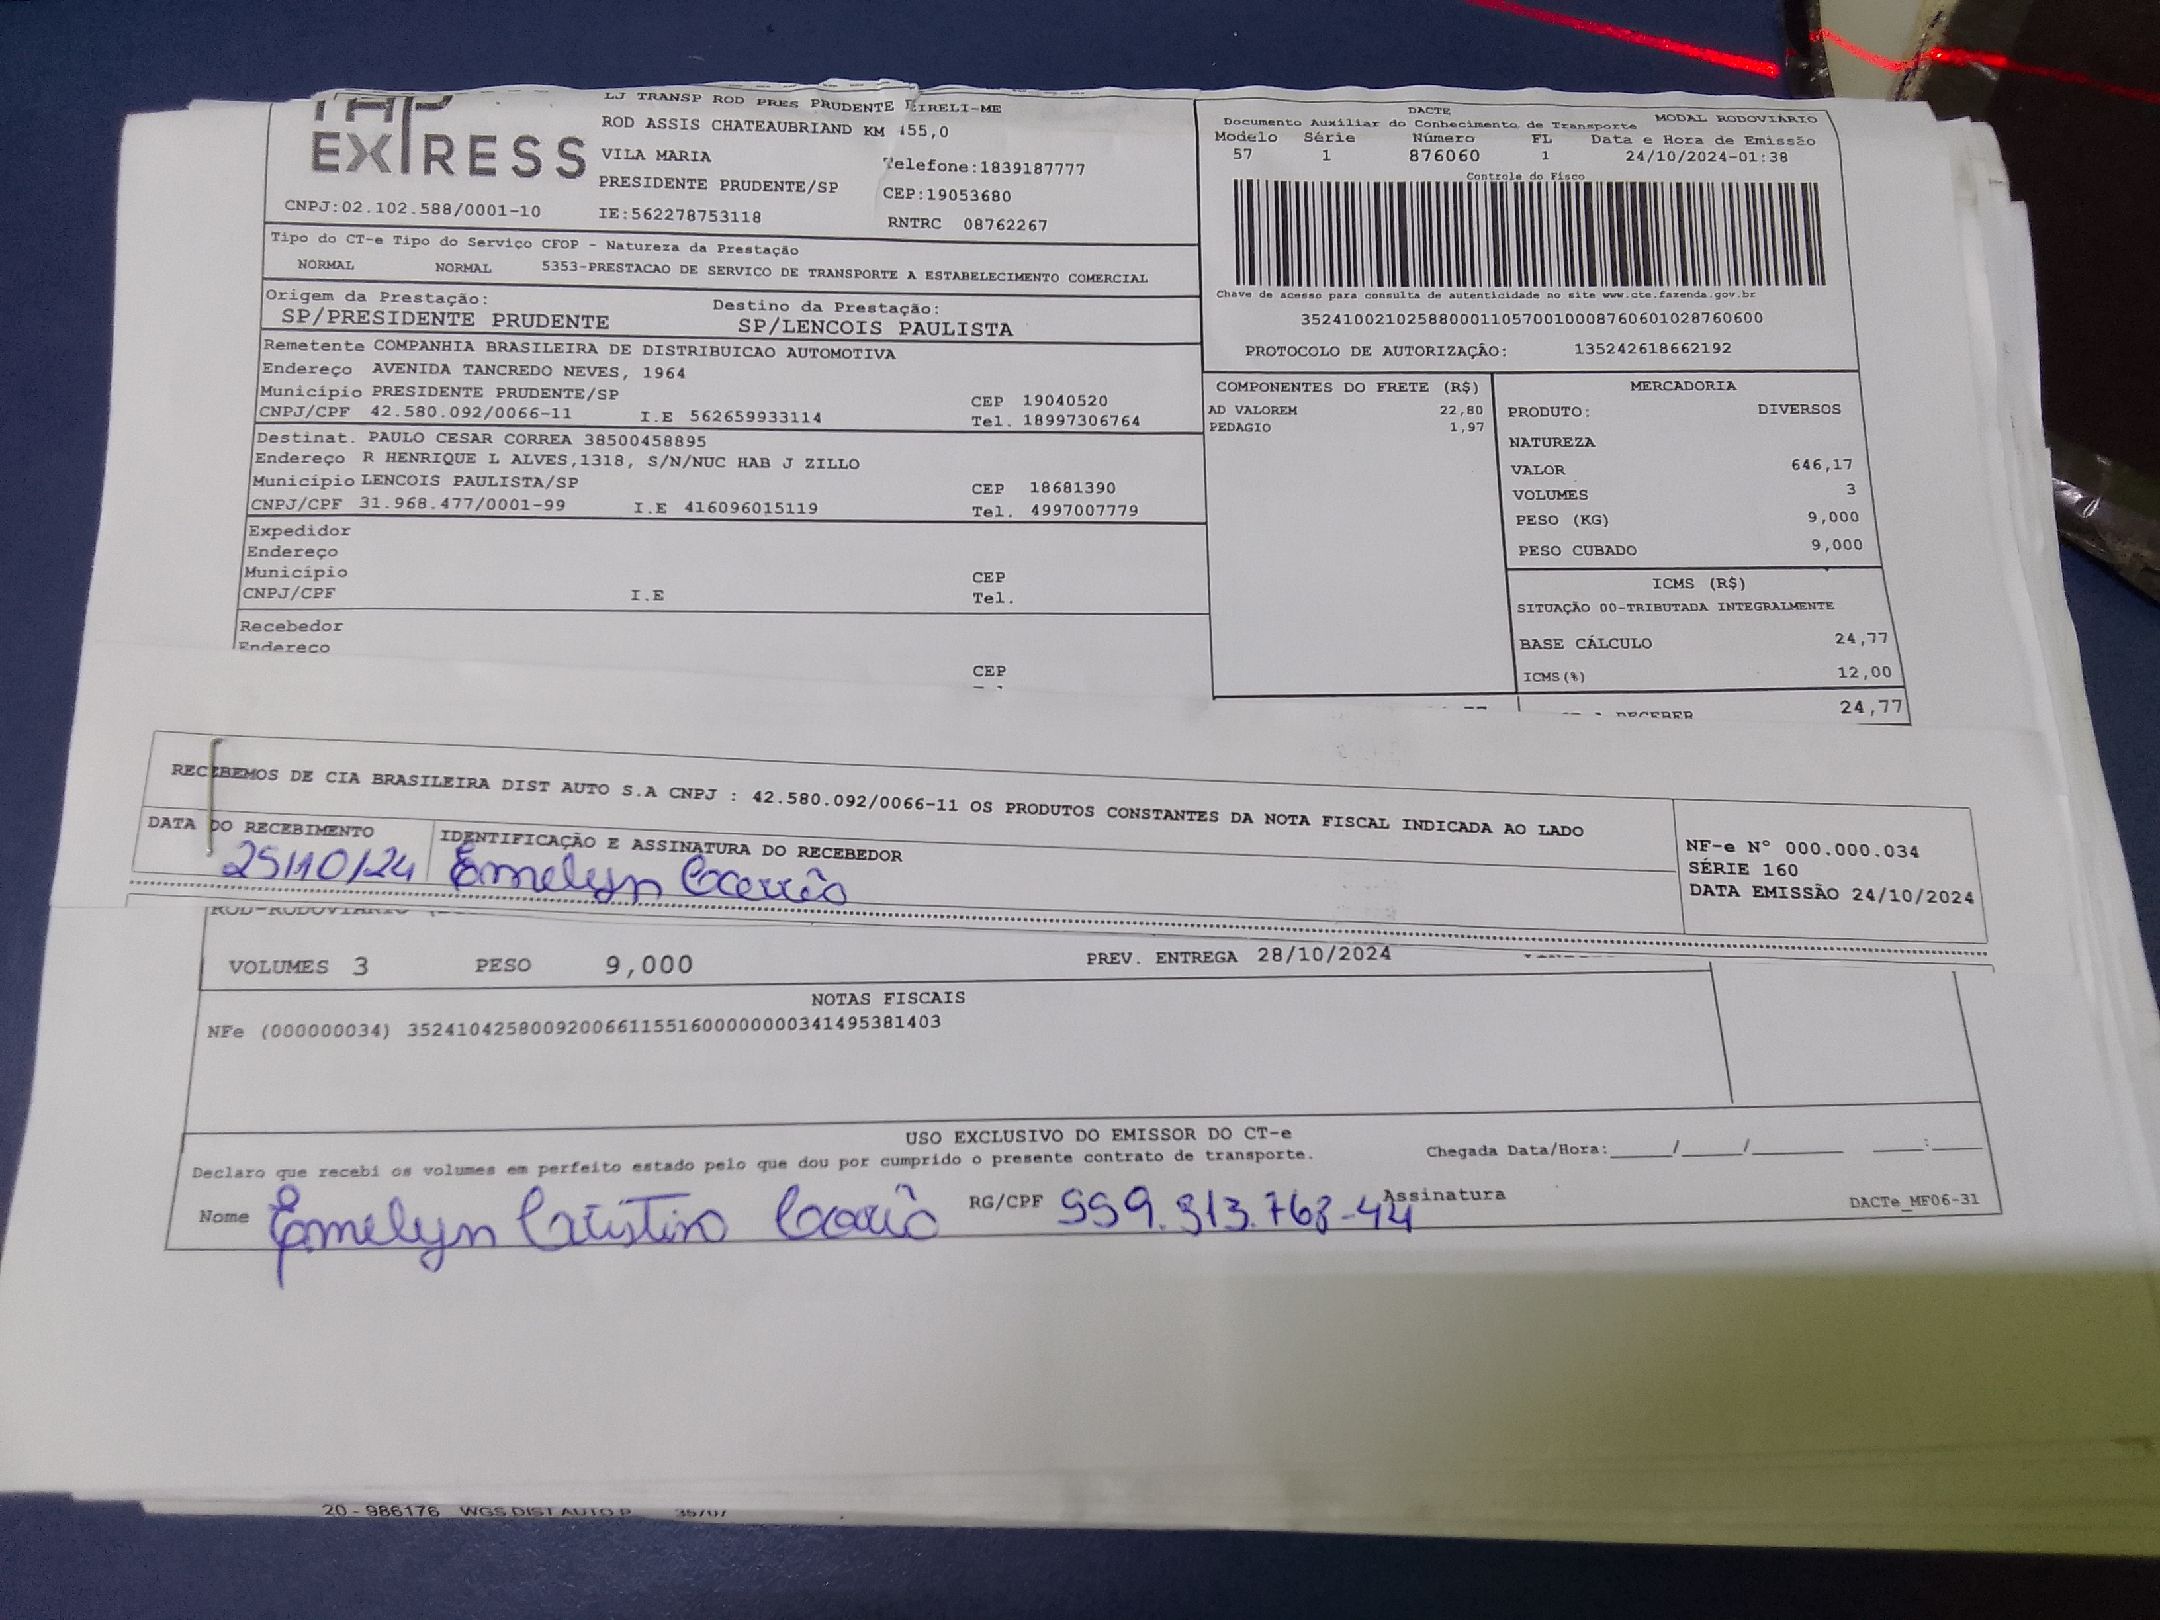 EXPRESS
LJ TRANSP ROD PRES PRUDENTE EIRELI-ME
ROD ASSIS CHATEAUBRIAND KM 455,0
VILA MARIA
Telefone:1839187777
PRESIDENTE PRUDENTE/SP
CEP:19053680
CNPJ:02.102.588/0001-10
IE:562278753118
RNTRC 08762267
DACTE
MODAL RODOVIÁRIO
Documento Auxiliar do Conhecimento de Transporte
Modelo Série Número FL Data e Hora de Emissão
57 1 876060 1 24/10/2024-01:38
Controle do Fisco
Chave de acesso para consulta de autenticidade no site www.cte.fazenda.gov.br
35241002102588000110570010008760601028760600
PROTOCOLO DE AUTORIZAÇÃO: 135242618662192
Tipo do CT-e Tipo do Serviço CFOP - Natureza da Prestação
NORMAL NORMAL 5353-PRESTACAO DE SERVICO DE TRANSPORTE A ESTABELECIMENTO COMERCIAL
Origem da Prestação: Destino da Prestação:
SP/PRESIDENTE PRUDENTE SP/LENCOIS PAULISTA
Remetente COMPANHIA BRASILEIRA DE DISTRIBUICAO AUTOMOTIVA
Endereço AVENIDA TANCREDO NEVES, 1964
Município PRESIDENTE PRUDENTE/SP CEP 19040520
CNPJ/CPF 42.580.092/0066-11 I.E 562659933114 Tel. 18997306764
Destinat. PAULO CESAR CORREA 38500458895
Endereço R HENRIQUE L ALVES,1318, S/N/NUC HAB J ZILLO
Município LENCOIS PAULISTA/SP CEP 18681390
CNPJ/CPF 31.968.477/0001-99 I.E 416096015119 Tel. 4997007779
Expedidor
Endereço
Município CEP
CNPJ/CPF I.E Tel.
Recebedor
Endereço
CEP
COMPONENTES DO FRETE (R$)
AD VALOREM 22,80
PEDAGIO 1,97
MERCADORIA
PRODUTO: DIVERSOS
NATUREZA
VALOR 646,17
VOLUMES 3
PESO (KG) 9,000
PESO CUBADO 9,000
ICMS (R$)
SITUAÇÃO 00-TRIBUTADA INTEGRALMENTE
BASE CÁLCULO 24,77
ICMS(%) 12,00
RECEBER 24,77
RECEBEMOS DE CIA BRASILEIRA DIST AUTO S.A CNPJ : 42.580.092/0066-11 OS PRODUTOS CONSTANTES DA NOTA FISCAL INDICADA AO LADO
DATA DO RECEBIMENTO IDENTIFICAÇÃO E ASSINATURA DO RECEBEDOR
25/10/24 Emelyn
NF-e Nº 000.000.034
SÉRIE 160
DATA EMISSÃO 24/10/2024
VOLUMES 3 PESO 9,000 PREV. ENTREGA 28/10/2024
NOTAS FISCAIS
NFe (000000034) 35241042580092006611551600000000341495381403
USO EXCLUSIVO DO EMISSOR DO CT-e
Declaro que recebi os volumes em perfeito estado pelo que dou por cumprido o presente contrato de transporte.
Chegada Data/Hora:_____/_____/_______ ____:____
Nome Emelyn RG/CPF 559.313.763-44 Assinatura
DACTe_MF06-31
20 - 986176 WGS DIST AUTO P